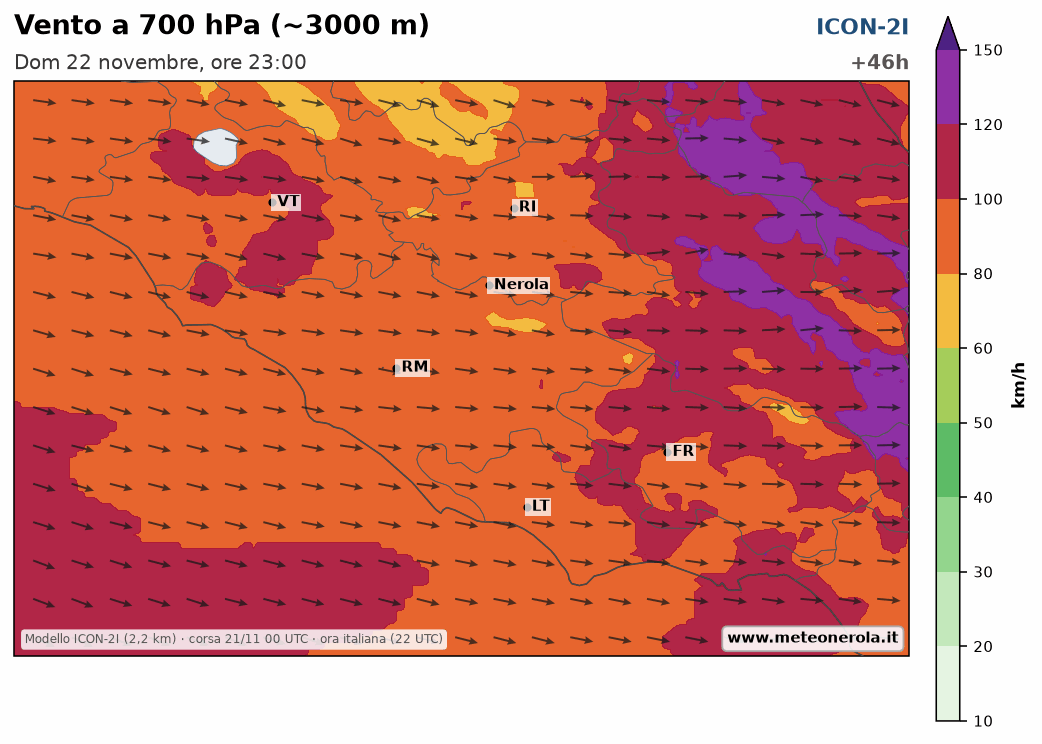 Vento a 700 hPa (~3000 m)
ICON-2I
Dom 22 novembre, ore 23:00
+46h
150
120
100
80
60
50
40
30
20
10
km/h
VT
RI
Nerola
RM
FR
LT
Modello ICON-2I (2,2 km) · corsa 21/11 00 UTC · ora italiana (22 UTC)
www.meteonerola.it